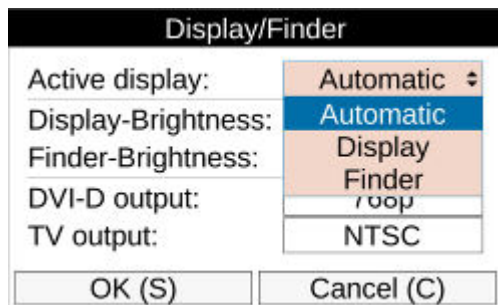 Display/Finder
Active display: Automatic
Automatic
Display-Brightness:
Display
Finder-Brightness:
Finder
DVI-D output: 768p
TV output: NTSC
OK (S) Cancel (C)